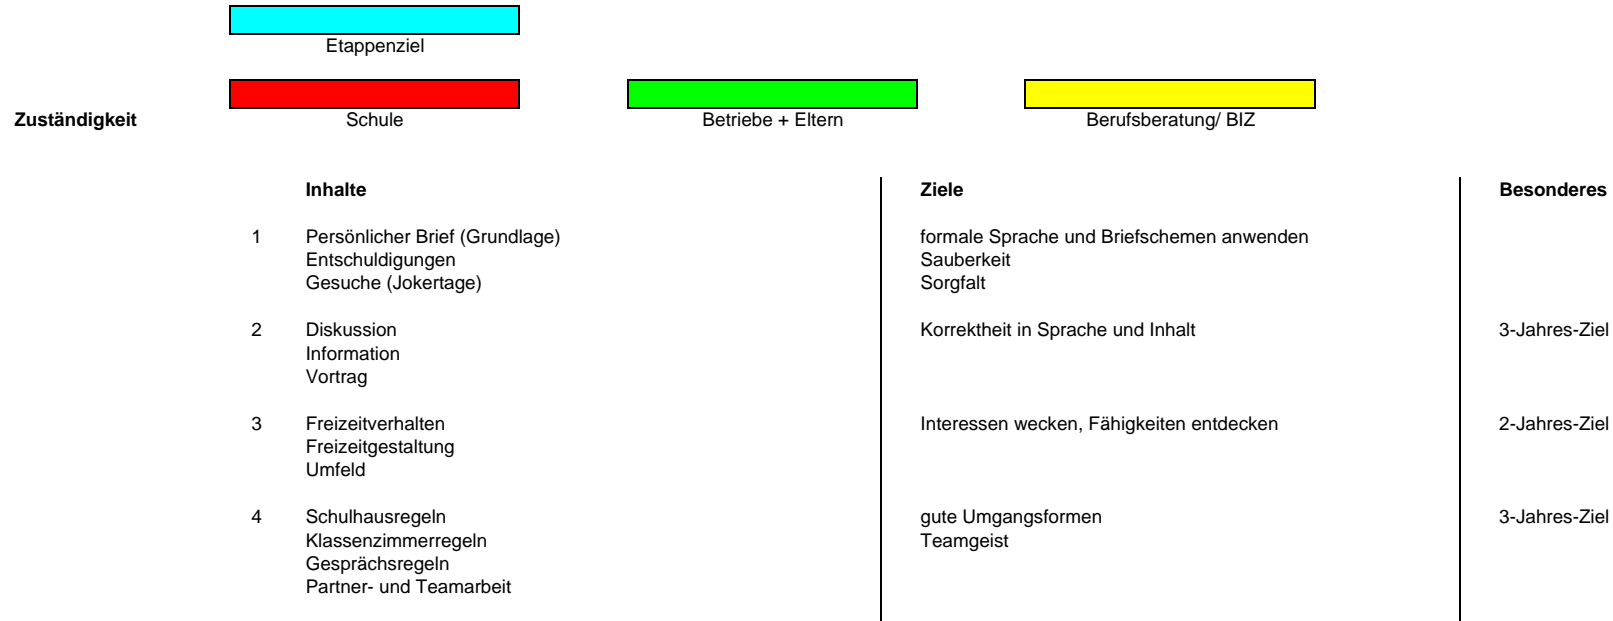 Etappenziel
Zuständigkeit Schule Betriebe + Eltern Berufsberatung/ BIZ
Inhalte Ziele Besonderes
1 Persönlicher Brief (Grundlage) formale Sprache und Briefschemen anwenden
Entschuldigungen Sauberkeit
Gesuche (Jokertage) Sorgfalt
2 Diskussion Korrektheit in Sprache und Inhalt 3-Jahres-Ziel
Information
Vortrag
3 Freizeitverhalten Interessen wecken, Fähigkeiten entdecken 2-Jahres-Ziel
Freizeitgestaltung
Umfeld
4 Schulhausregeln gute Umgangsformen 3-Jahres-Ziel
Klassenzimmerregeln Teamgeist
Gesprächsregeln
Partner- und Teamarbeit